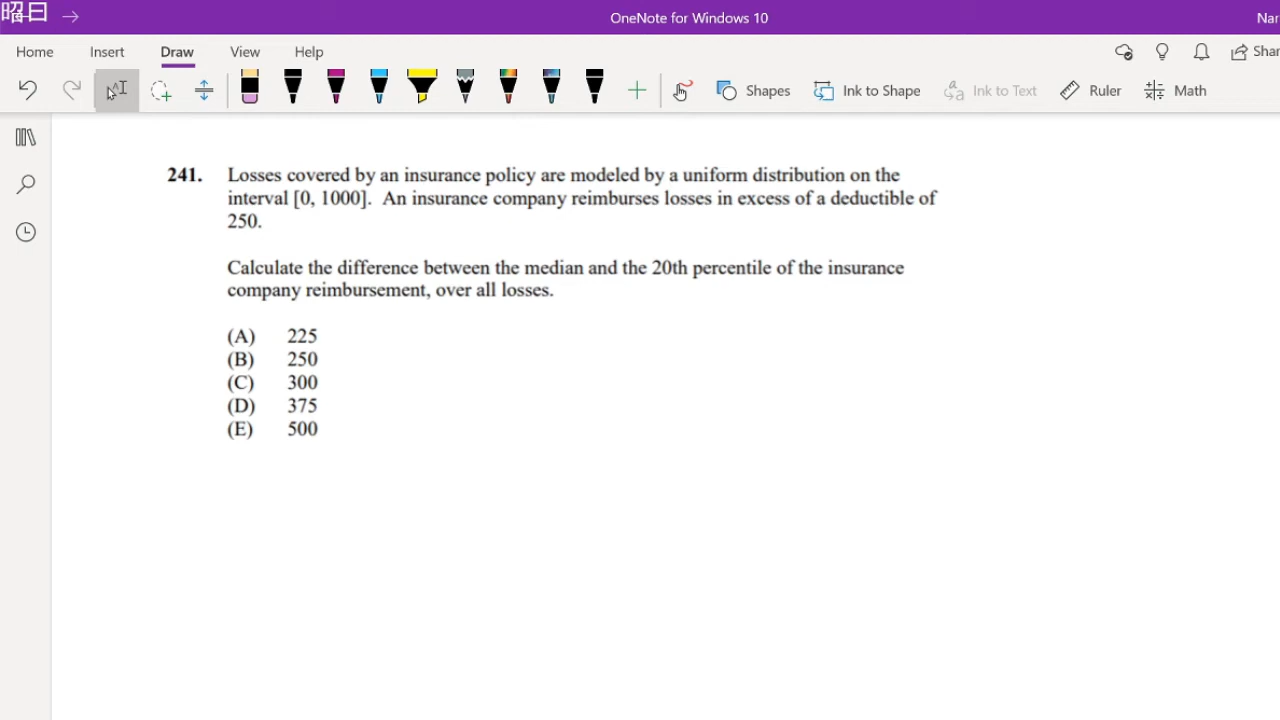 昭日
OneNote for Windows 10
Nar
Home Insert Draw View Help
Shar
Shapes Ink to Shape Ink to Text Ruler Math
241. Losses covered by an insurance policy are modeled by a uniform distribution on the
interval [0, 1000]. An insurance company reimburses losses in excess of a deductible of
250.
Calculate the difference between the median and the 20th percentile of the insurance
company reimbursement, over all losses.
(A) 225
(B) 250
(C) 300
(D) 375
(E) 500